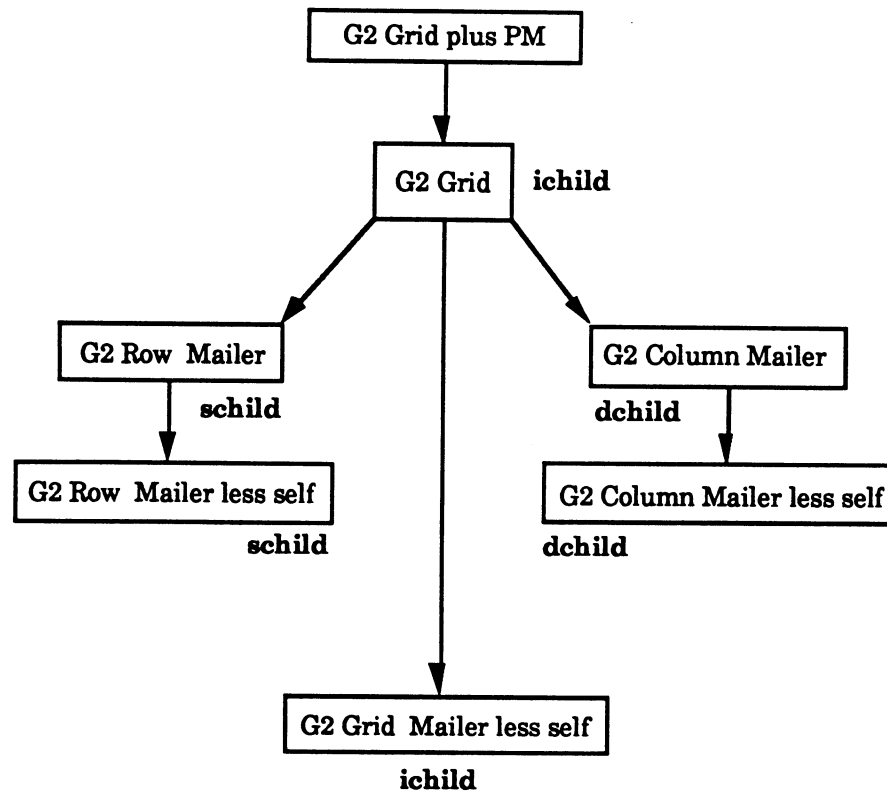 G2 Grid plus PM
G2 Grid
ichild
G2 Row Mailer
G2 Column Mailer
schild
dchild
G2 Row Mailer less self
G2 Column Mailer less self
schild
dchild
G2 Grid Mailer less self
ichild